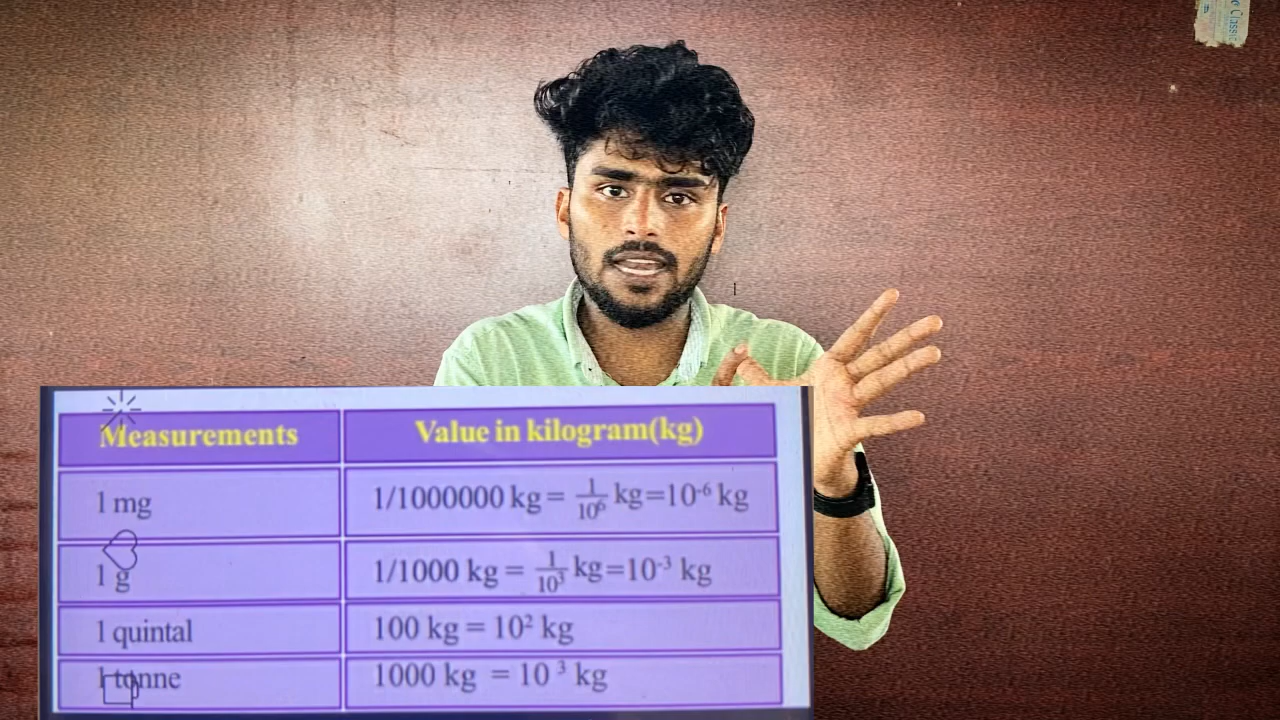 Measurements Value in kilogram(kg)
1 mg 1/1000000 kg = 1/10⁶ kg=10⁻⁶ kg
1 g 1/1000 kg = 1/10³ kg=10⁻³ kg
1 quintal 100 kg = 10² kg
1 tonne 1000 kg = 10³ kg